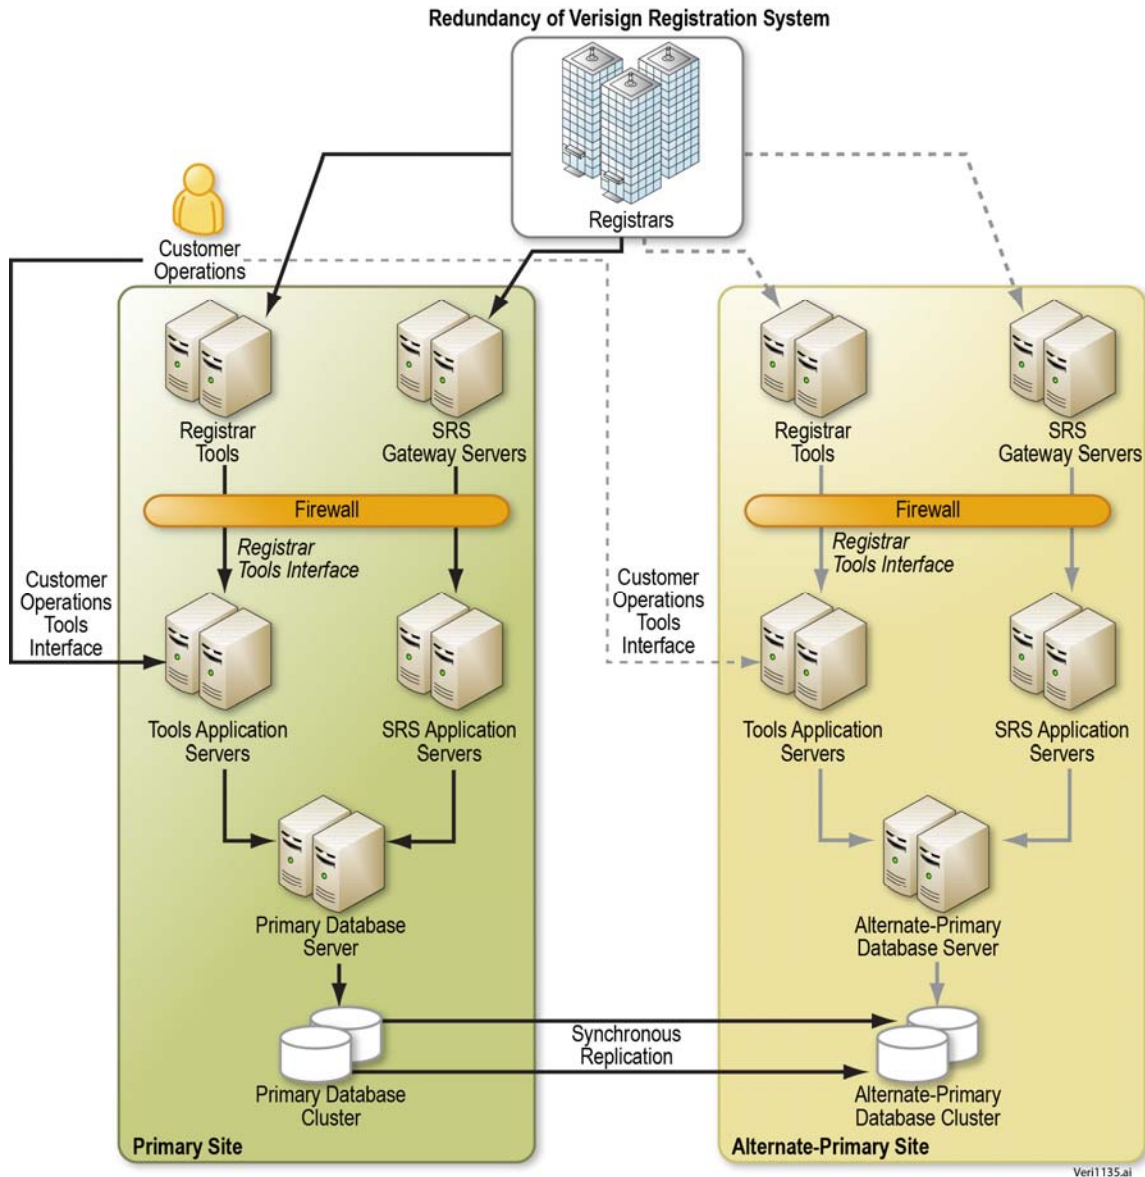 Redundancy of Verisign Registration System
Registrars
Customer
Operations
Registrar
Tools
SRS
Gateway Servers
Firewall
Registrar
Tools Interface
Customer
Operations
Tools
Interface
Tools Application
Servers
SRS Application
Servers
Primary Database
Server
Primary Database
Cluster
Primary Site
Synchronous
Replication
Registrar
Tools
SRS
Gateway Servers
Firewall
Registrar
Tools Interface
Customer
Operations
Tools
Interface
Tools Application
Servers
SRS Application
Servers
Alternate-Primary
Database Server
Alternate-Primary
Database Cluster
Alternate-Primary Site
Veri1135.ai